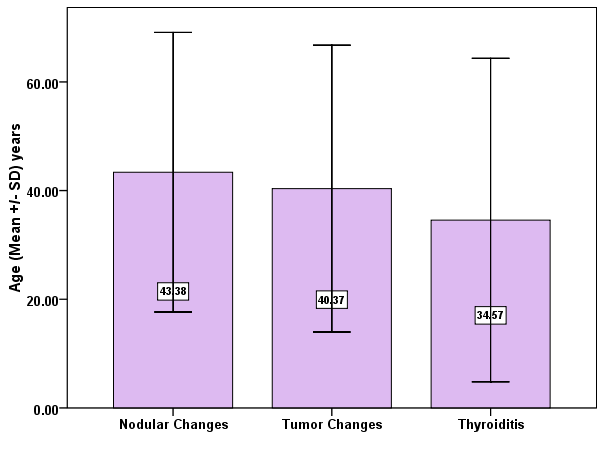 Age (Mean +/- SD) years
60.00
40.00
20.00
0.00
43.38
40.37
34.57
Nodular Changes
Tumor Changes
Thyroiditis